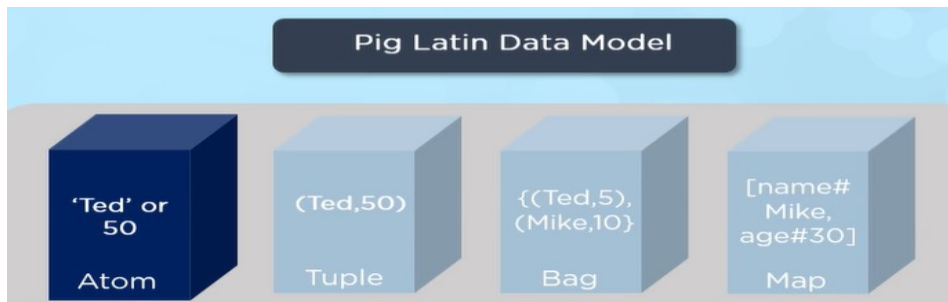 Pig Latin Data Model
‘Ted’ or
50
Atom
(Ted,50)
Tuple
{(Ted,5),
(Mike,10}
Bag
[name#
Mike,
age#30]
Map